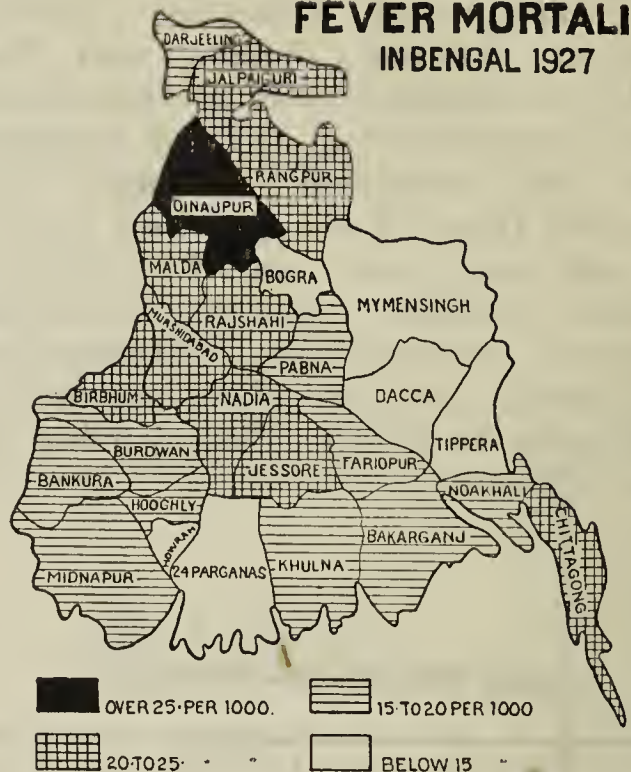 FEVER MORTALI
IN BENGAL 1927
DARJEELING
JALPAIGURI
RANGPUR
DINAJPUR
MALDA
BOGRA
MYMENSINGH
MURSHIDABAD
RAJSHAHI
PABNA
BIRBHUM
NADIA
DACCA
TIPPERA
BURDWAN
JESSORE
FARIDPUR
BANKURA
NOAKHALI
HOOGHLY
CHITTAGONG
HOWRAH
BAKARGANJ
MIDNAPUR
24 PARGANAS
KHULNA
OVER 25·PER 1000.
15·TO 20 PER 1000
20·TO 25· " "
BELOW 15 "